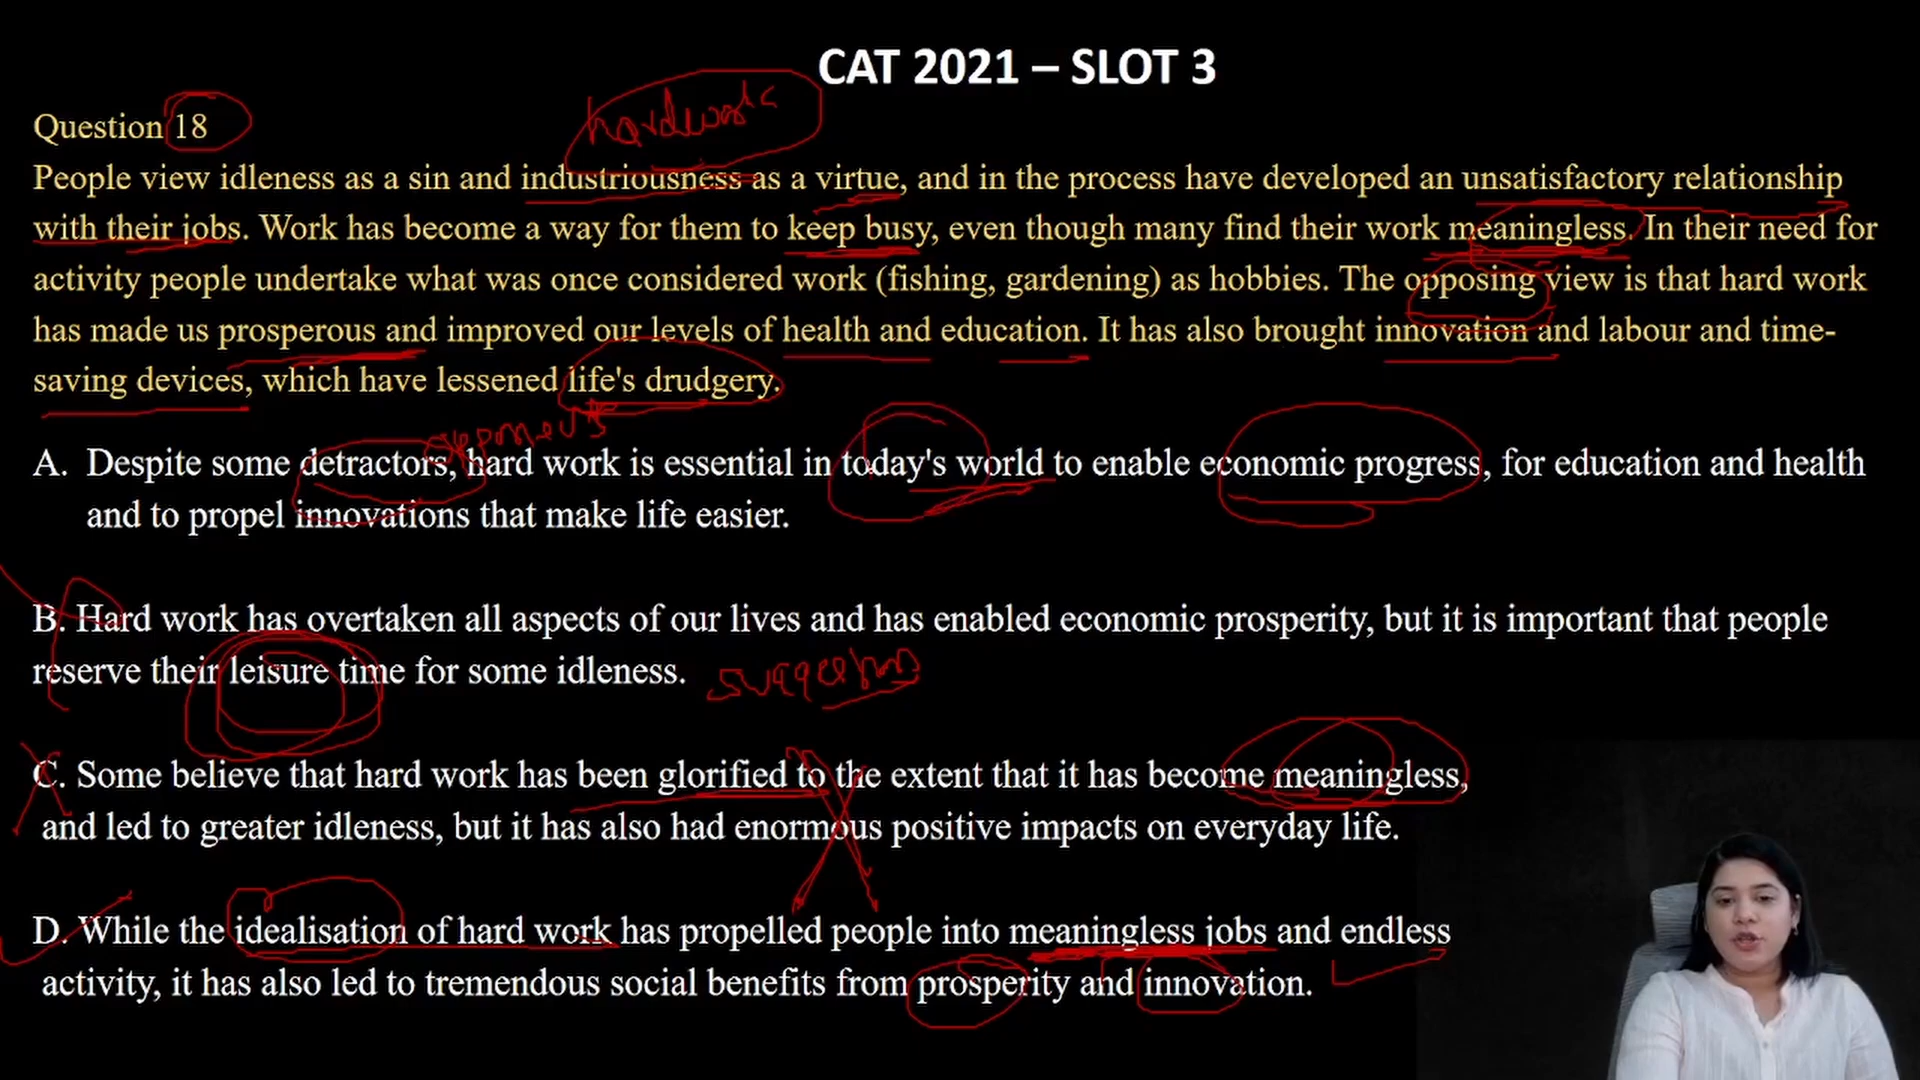 CAT 2021 – SLOT 3
hardwork
Question 18
People view idleness as a sin and industriousness as a virtue, and in the process have developed an unsatisfactory relationship
with their jobs. Work has become a way for them to keep busy, even though many find their work meaningless. In their need for
activity people undertake what was once considered work (fishing, gardening) as hobbies. The opposing view is that hard work
has made us prosperous and improved our levels of health and education. It has also brought innovation and labour and time-
saving devices, which have lessened life's drudgery.
A. Despite some detractors, hard work is essential in today's world to enable economic progress, for education and health
and to propel innovations that make life easier.
B. Hard work has overtaken all aspects of our lives and has enabled economic prosperity, but it is important that people
reserve their leisure time for some idleness.
C. Some believe that hard work has been glorified to the extent that it has become meaningless,
and led to greater idleness, but it has also had enormous positive impacts on everyday life.
D. While the idealisation of hard work has propelled people into meaningless jobs and endless
activity, it has also led to tremendous social benefits from prosperity and innovation.